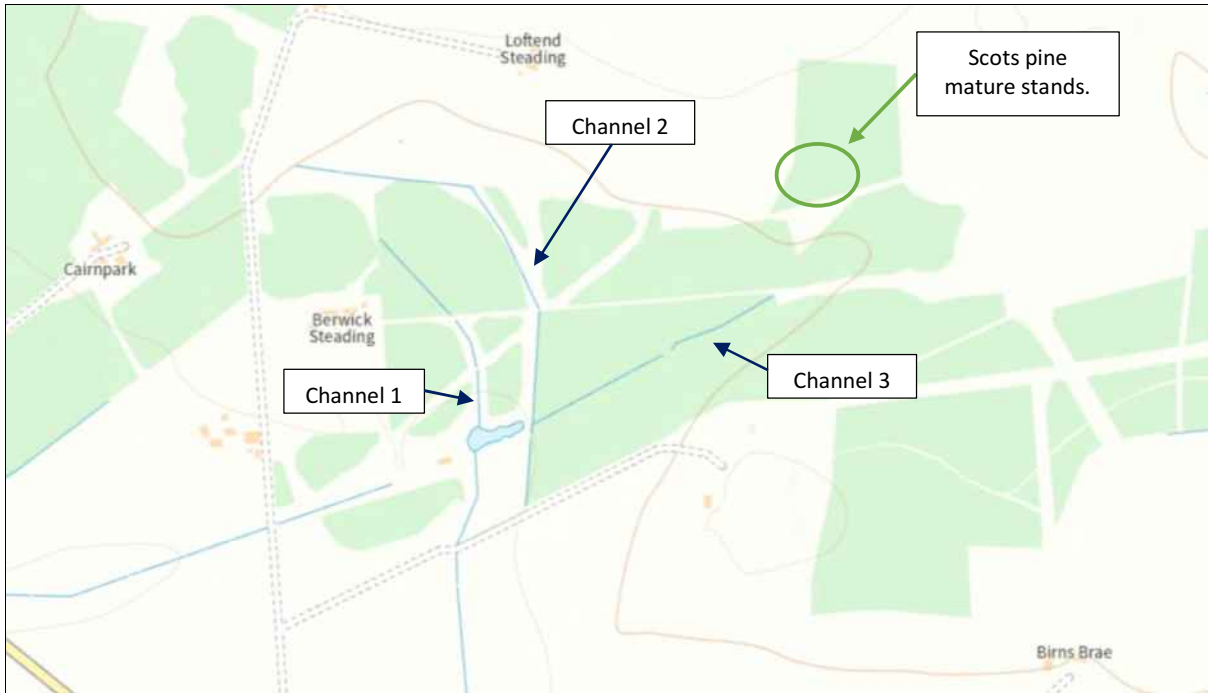 Loftend
Steading
Scots pine
mature stands.
Channel 2
Cairnpark
Berwick
Steading
Channel 1
Channel 3
Birns Brae